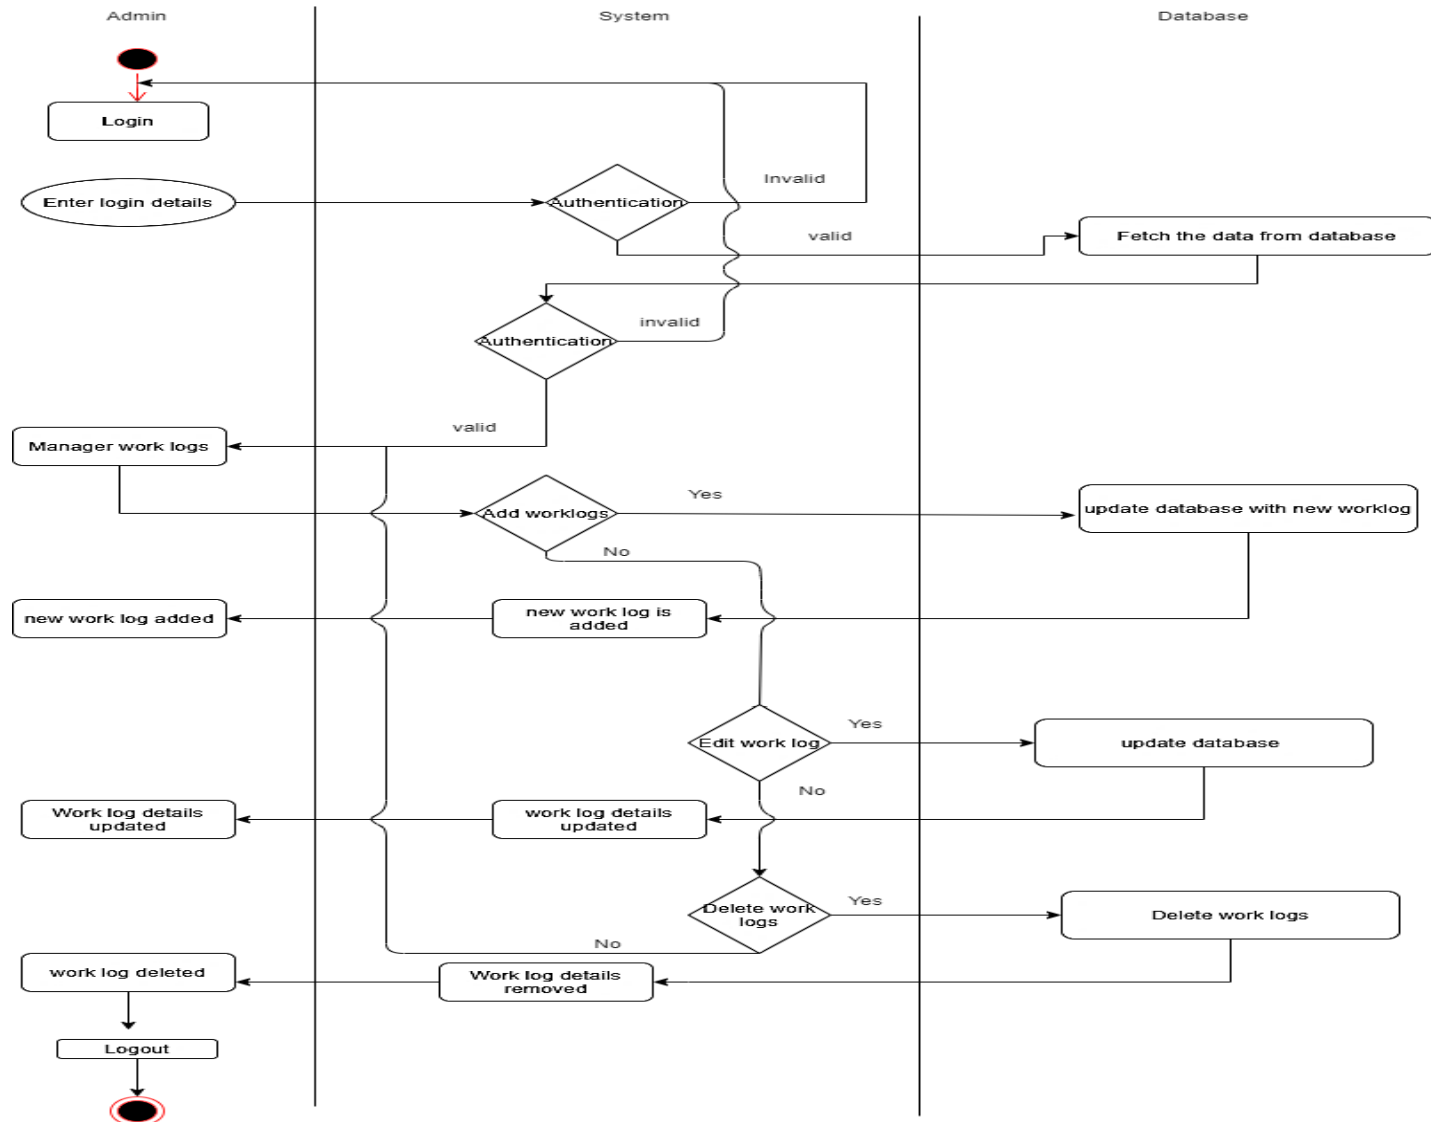 Admin
System
Database
Login
Enter login details
Authentication
Invalid
valid
Fetch the data from database
Authentication
invalid
valid
Manager work logs
Add worklogs
Yes
update database with new worklog
No
new work log added
new work log is
added
Edit work log
Yes
update database
No
Work log details
updated
work log details
updated
Delete work
logs
Yes
Delete work logs
No
work log deleted
Work log details
removed
Logout